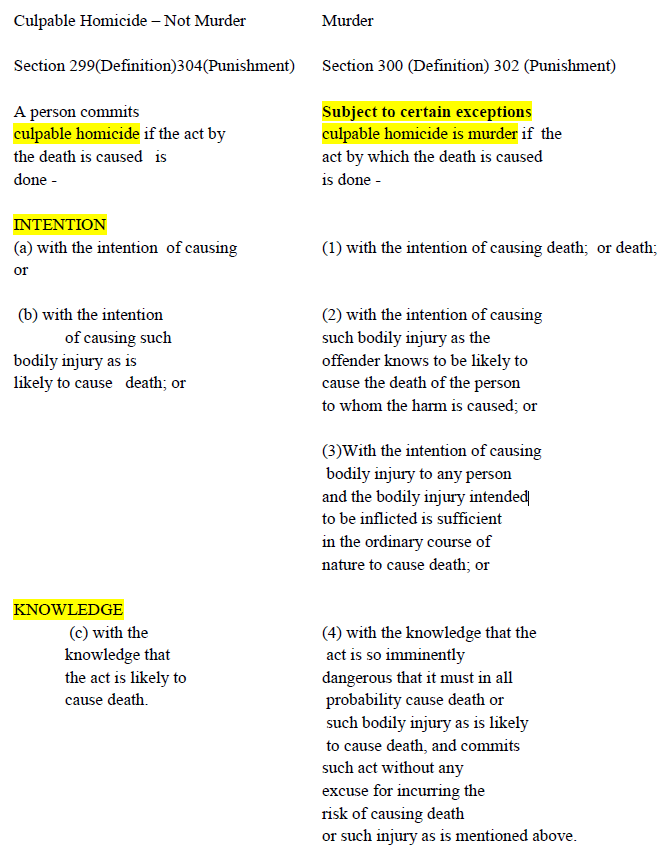 Culpable Homicide – Not Murder
Murder
Section 299(Definition)304(Punishment)
Section 300 (Definition) 302 (Punishment)
A person commits
culpable homicide if the act by
the death is caused is
done -
Subject to certain exceptions
culpable homicide is murder if the
act by which the death is caused
is done -
INTENTION
(a) with the intention of causing
or
(1) with the intention of causing death; or death;
(b) with the intention
of causing such
bodily injury as is
likely to cause death; or
(2) with the intention of causing
such bodily injury as the
offender knows to be likely to
cause the death of the person
to whom the harm is caused; or
(3)With the intention of causing
bodily injury to any person
and the bodily injury intended
to be inflicted is sufficient
in the ordinary course of
nature to cause death; or
KNOWLEDGE
(c) with the
knowledge that
the act is likely to
cause death.
(4) with the knowledge that the
act is so imminently
dangerous that it must in all
probability cause death or
such bodily injury as is likely
to cause death, and commits
such act without any
excuse for incurring the
risk of causing death
or such injury as is mentioned above.